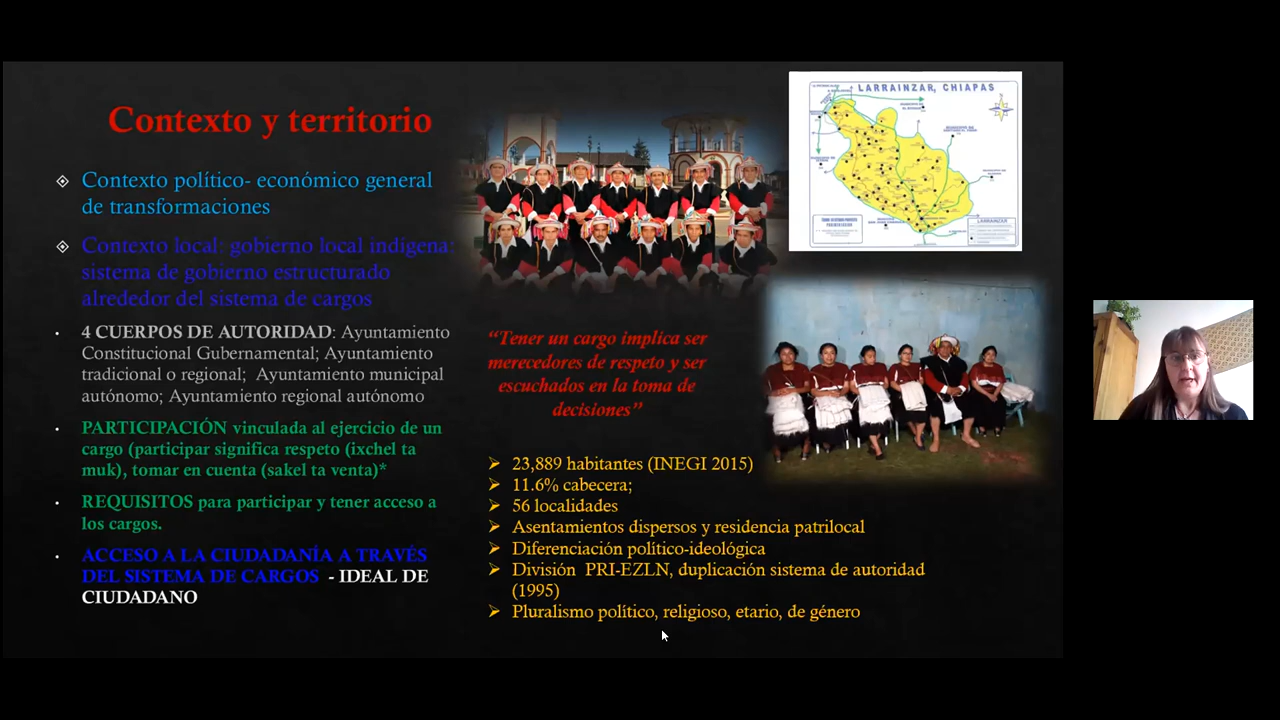 Contexto y territorio
Contexto político- económico general
de transformaciones
Contexto local: gobierno local indígena:
sistema de gobierno estructurado
alrededor del sistema de cargos
4 CUERPOS DE AUTORIDAD: Ayuntamiento
Constitucional Gubernamental; Ayuntamiento
tradicional o regional; Ayuntamiento municipal
autónomo; Ayuntamiento regional autónomo
PARTICIPACIÓN vinculada al ejercicio de un
cargo (participar significa respeto (ixchel ta
muk), tomar en cuenta (sakel ta venta)*
REQUISITOS para participar y tener acceso a
los cargos.
ACCESO A LA CIUDADANÍA A TRAVÉS
DEL SISTEMA DE CARGOS - IDEAL DE
CIUDADANO
LARRAINZAR, CHIAPAS
“Tener un cargo implica ser
merecedores de respeto y ser
escuchados en la toma de
decisiones”
23,889 habitantes (INEGI 2015)
11.6% cabecera;
56 localidades
Asentamientos dispersos y residencia patrilocal
Diferenciación político-ideológica
División PRI-EZLN, duplicación sistema de autoridad
(1995)
Pluralismo político, religioso, etario, de género
LARRAINZAR